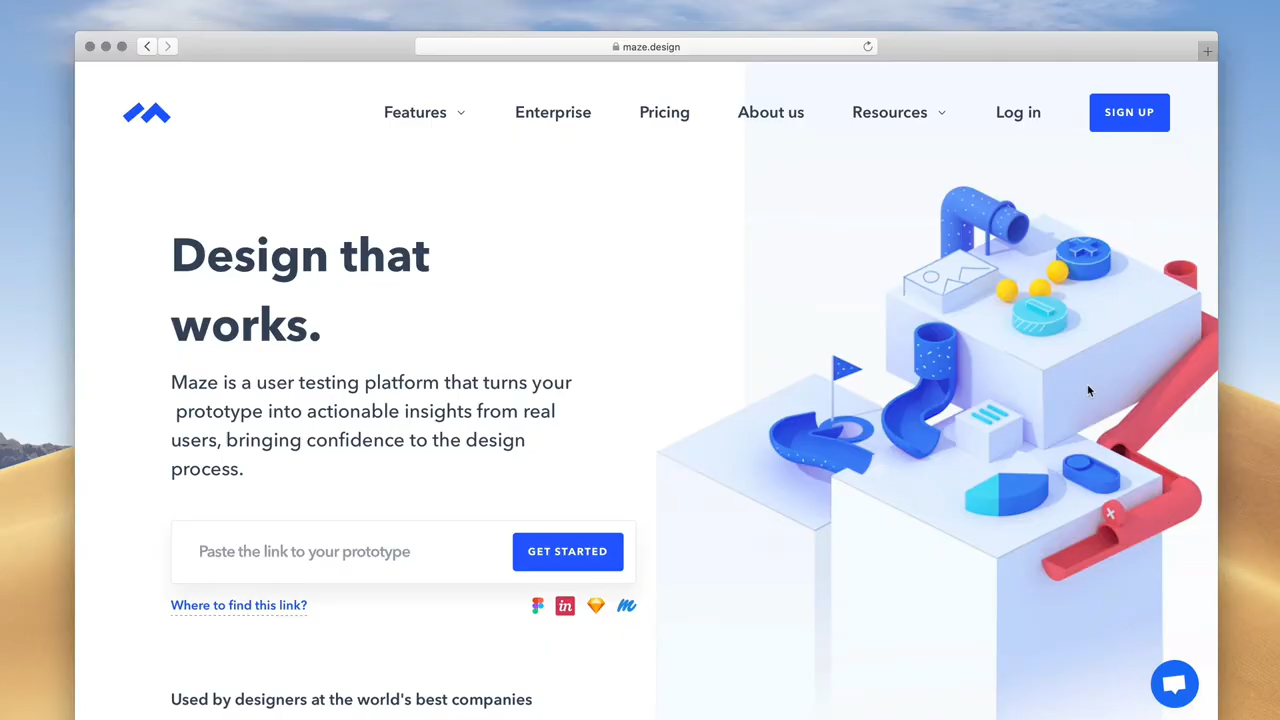 maze.design
Features Enterprise Pricing About us Resources Log in SIGN UP
Design that
works.
Maze is a user testing platform that turns your
prototype into actionable insights from real
users, bringing confidence to the design
process.
Paste the link to your prototype GET STARTED
Where to find this link?
in
Used by designers at the world's best companies